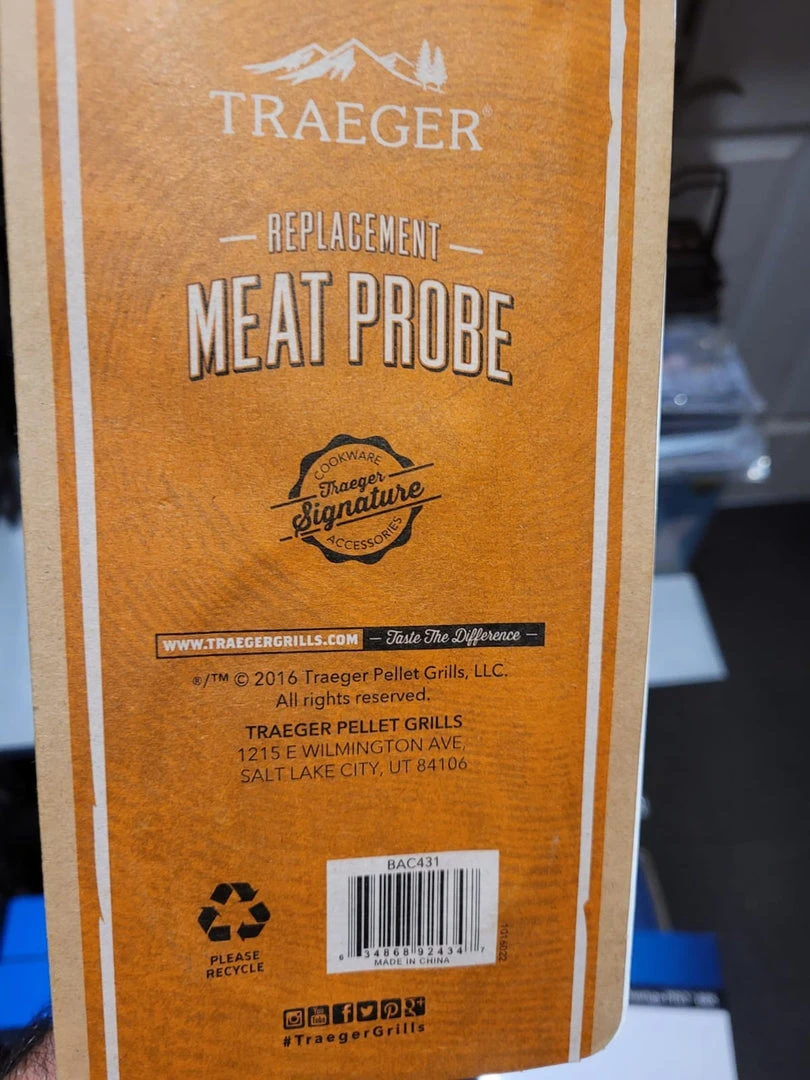 TRAEGER®
— REPLACEMENT —
MEAT PROBE
COOKWARE
Traeger
Signature
ACCESSORIES
WWW.TRAEGERGRILLS.COM — Taste The Difference —
®/™ © 2016 Traeger Pellet Grills, LLC.
All rights reserved.
TRAEGER PELLET GRILLS
1215 E WILMINGTON AVE,
SALT LAKE CITY, UT 84106
BAC431
6 34868 92434 7
MADE IN CHINA
PLEASE
RECYCLE
You
Tube
#TraegerGrills